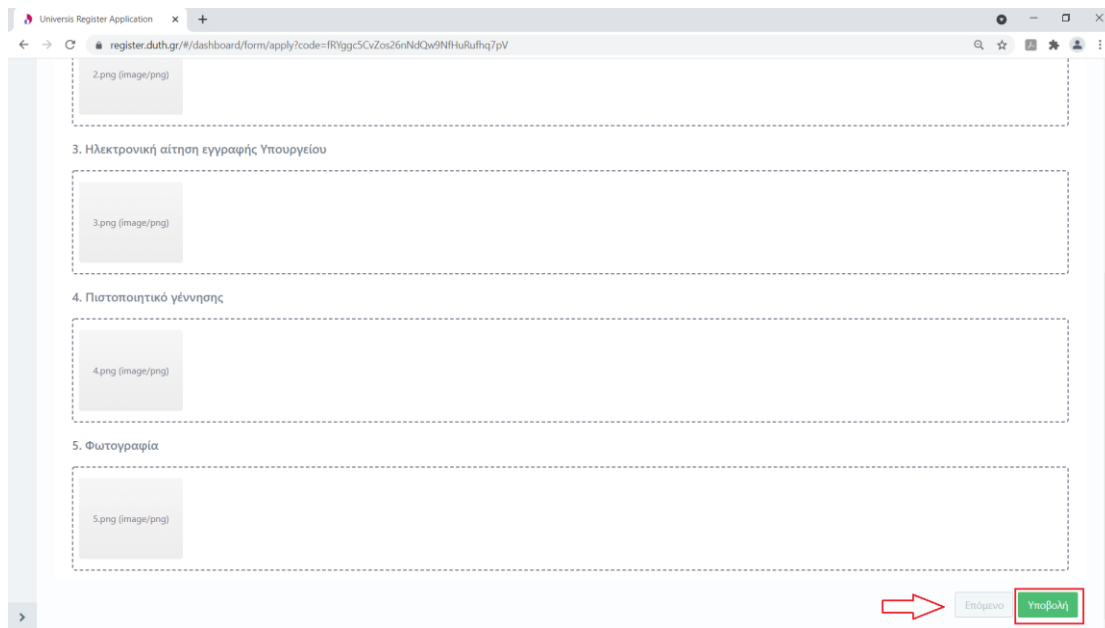 Universis Register Application
register.duth.gr/#/dashboard/form/apply?code=fRYggc5CvZos26nNdQw9NfHuRufhq7pV
2.png (image/png)
3. Ηλεκτρονική αίτηση εγγραφής Υπουργείου
3.png (image/png)
4. Πιστοποιητικό γέννησης
4.png (image/png)
5. Φωτογραφία
5.png (image/png)
Επόμενο Υποβολή